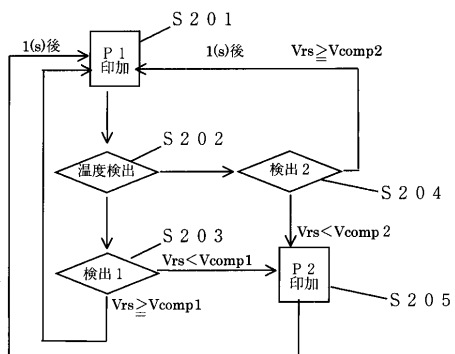 Ｓ２０１
1(s)後
Ｐ１
印加
1(s)後
Vrs≧Vcomp2
Ｓ２０２
温度検出
検出２
Ｓ２０４
Ｓ２０３
Vrs<Vcomp２
検出１
Vrs<Vcomp1
Ｐ２
印加
Vrs≧Vcomp1
Ｓ２０５